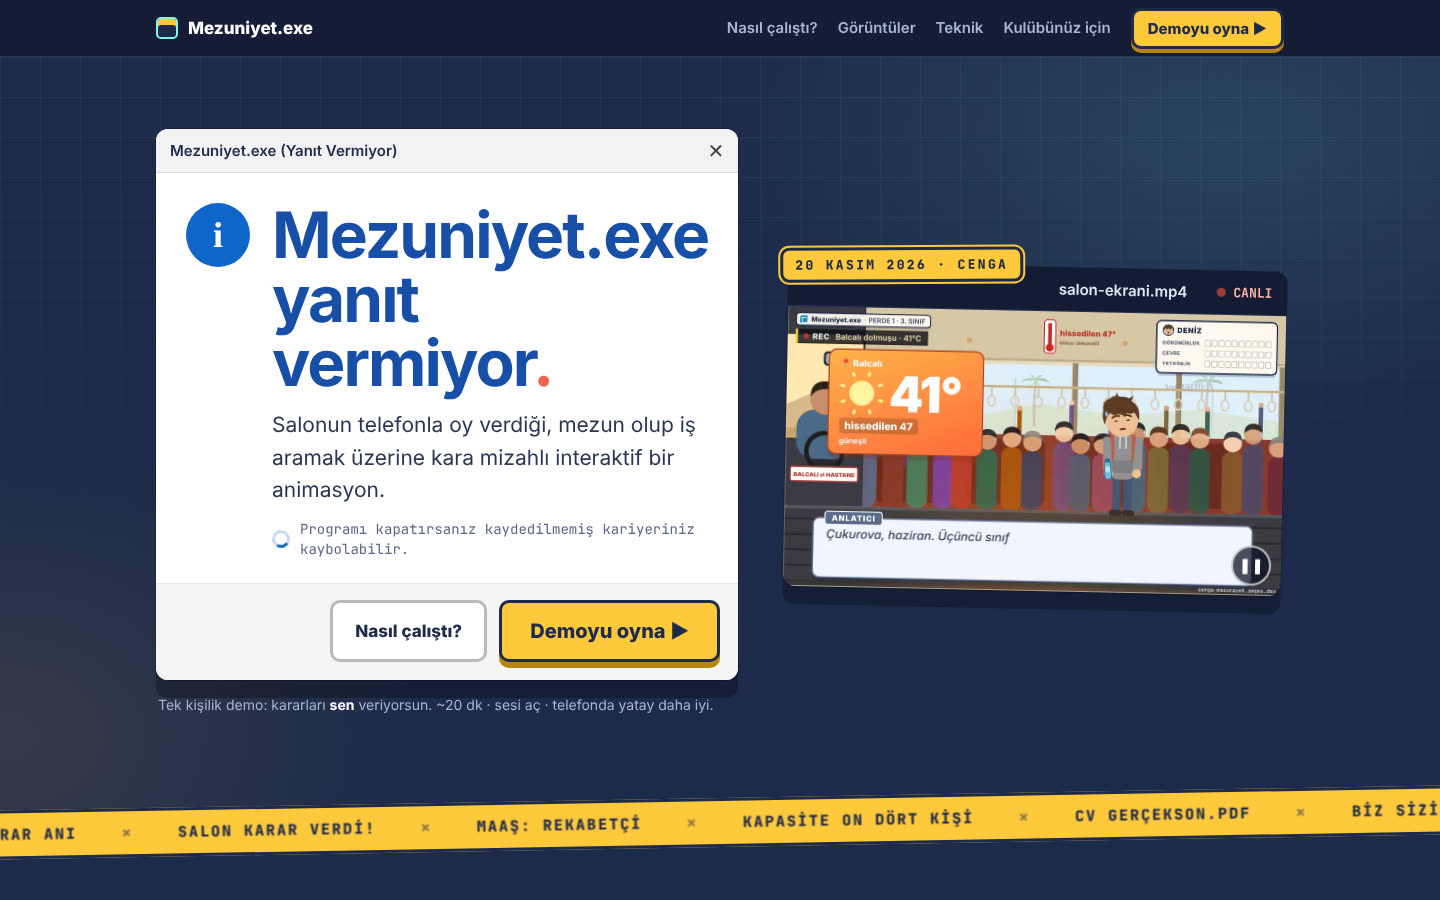 Mezuniyet.exe
Nasıl çalıştı?
Görüntüler
Teknik
Kulübünüz için
Demoyu oyna ▶
Mezuniyet.exe (Yanıt Vermiyor)
✕
i
Mezuniyet.exe
yanıt
vermiyor.
Salonun telefonla oy verdiği, mezun olup iş
aramak üzerine kara mizahlı interaktif bir
animasyon.
Programı kapatırsanız kaydedilmemiş kariyeriniz
kaybolabilir.
Nasıl çalıştı?
Demoyu oyna ▶
Tek kişilik demo: kararları sen veriyorsun. ~20 dk · sesi aç · telefonda yatay daha iyi.
20 KASIM 2026 · CENGA
salon-ekrani.mp4
CANLI
Mezuniyet.exe · PERDE 1 · 3. SINIF
REC Balcalı dolmuşu · 41°C
hissedilen 47°
DENİZ
GÖRÜNÜRLÜK
ÇEVRE
YETKİNLİK
Balcalı
41°
hissedilen 47
güneşli
BALCALI ⇄ HASTANE
ANLATICI
Çukurova, haziran. Üçüncü sınıf
RAR ANI × SALON KARAR VERDİ! × MAAŞ: REKABETÇİ × KAPASİTE ON DÖRT KİŞİ × CV GERÇEKSON.PDF × BİZ SİZİ